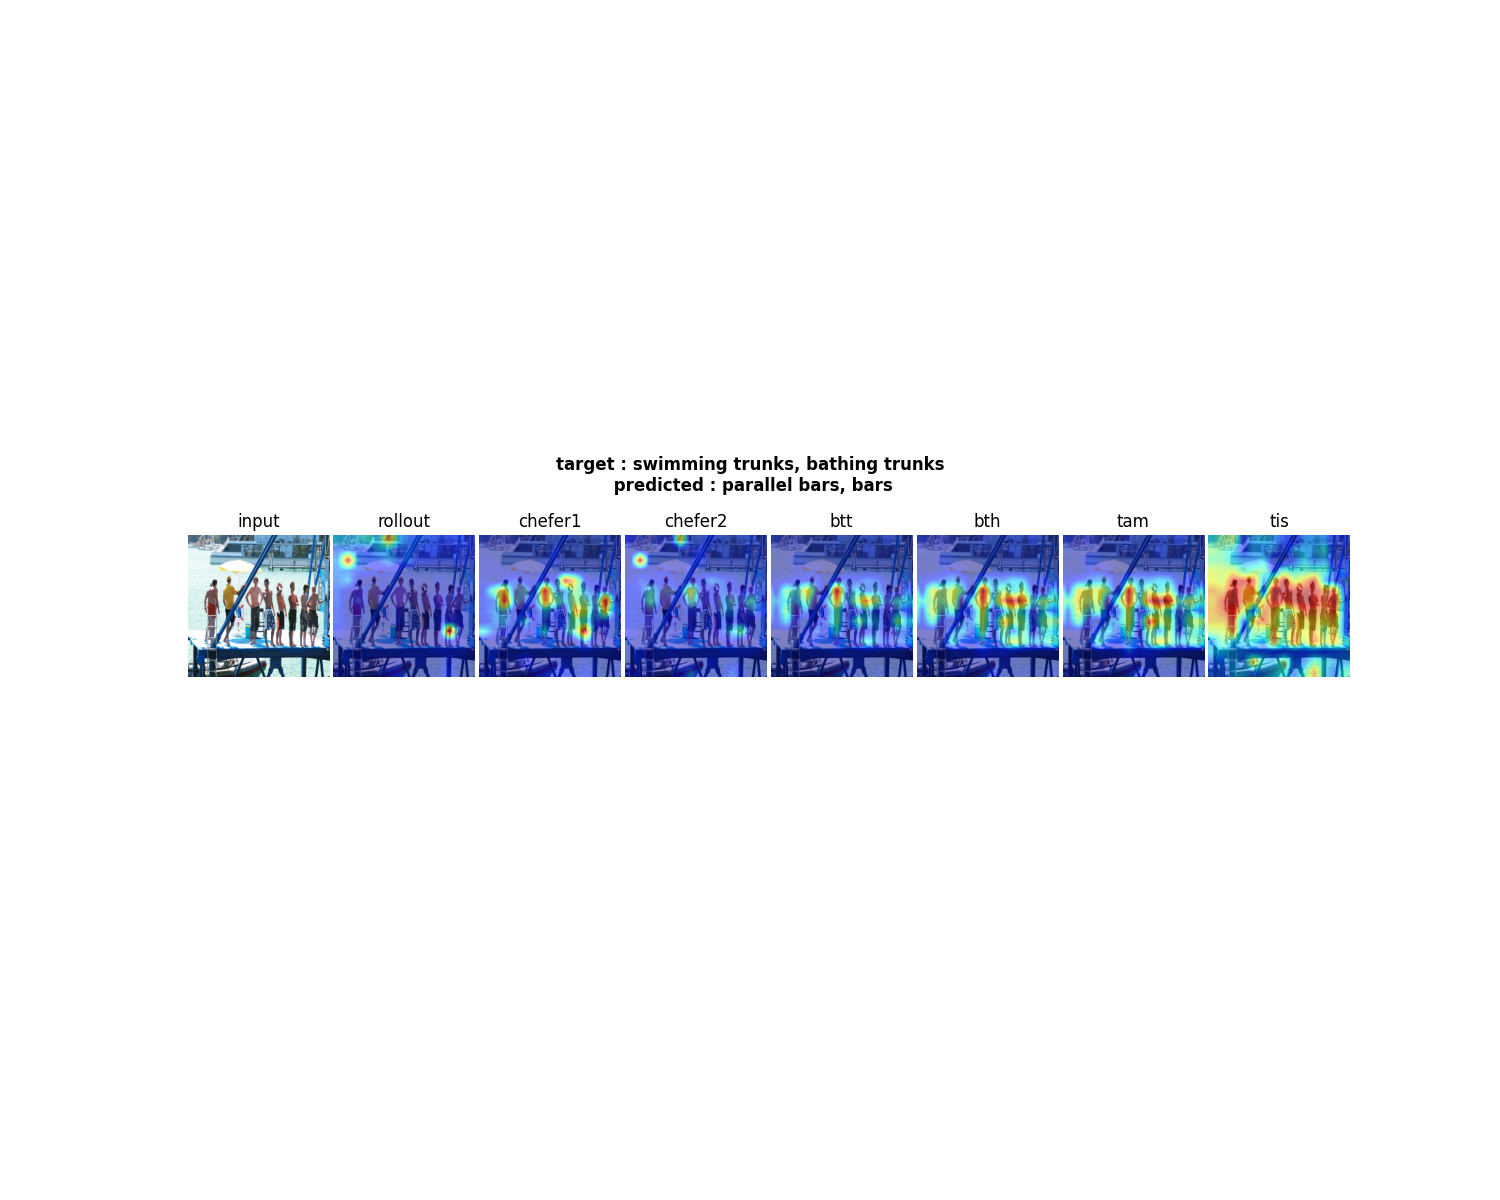 target : swimming trunks, bathing trunks
predicted : parallel bars, bars
input rollout chefer1 chefer2 btt bth tam tis